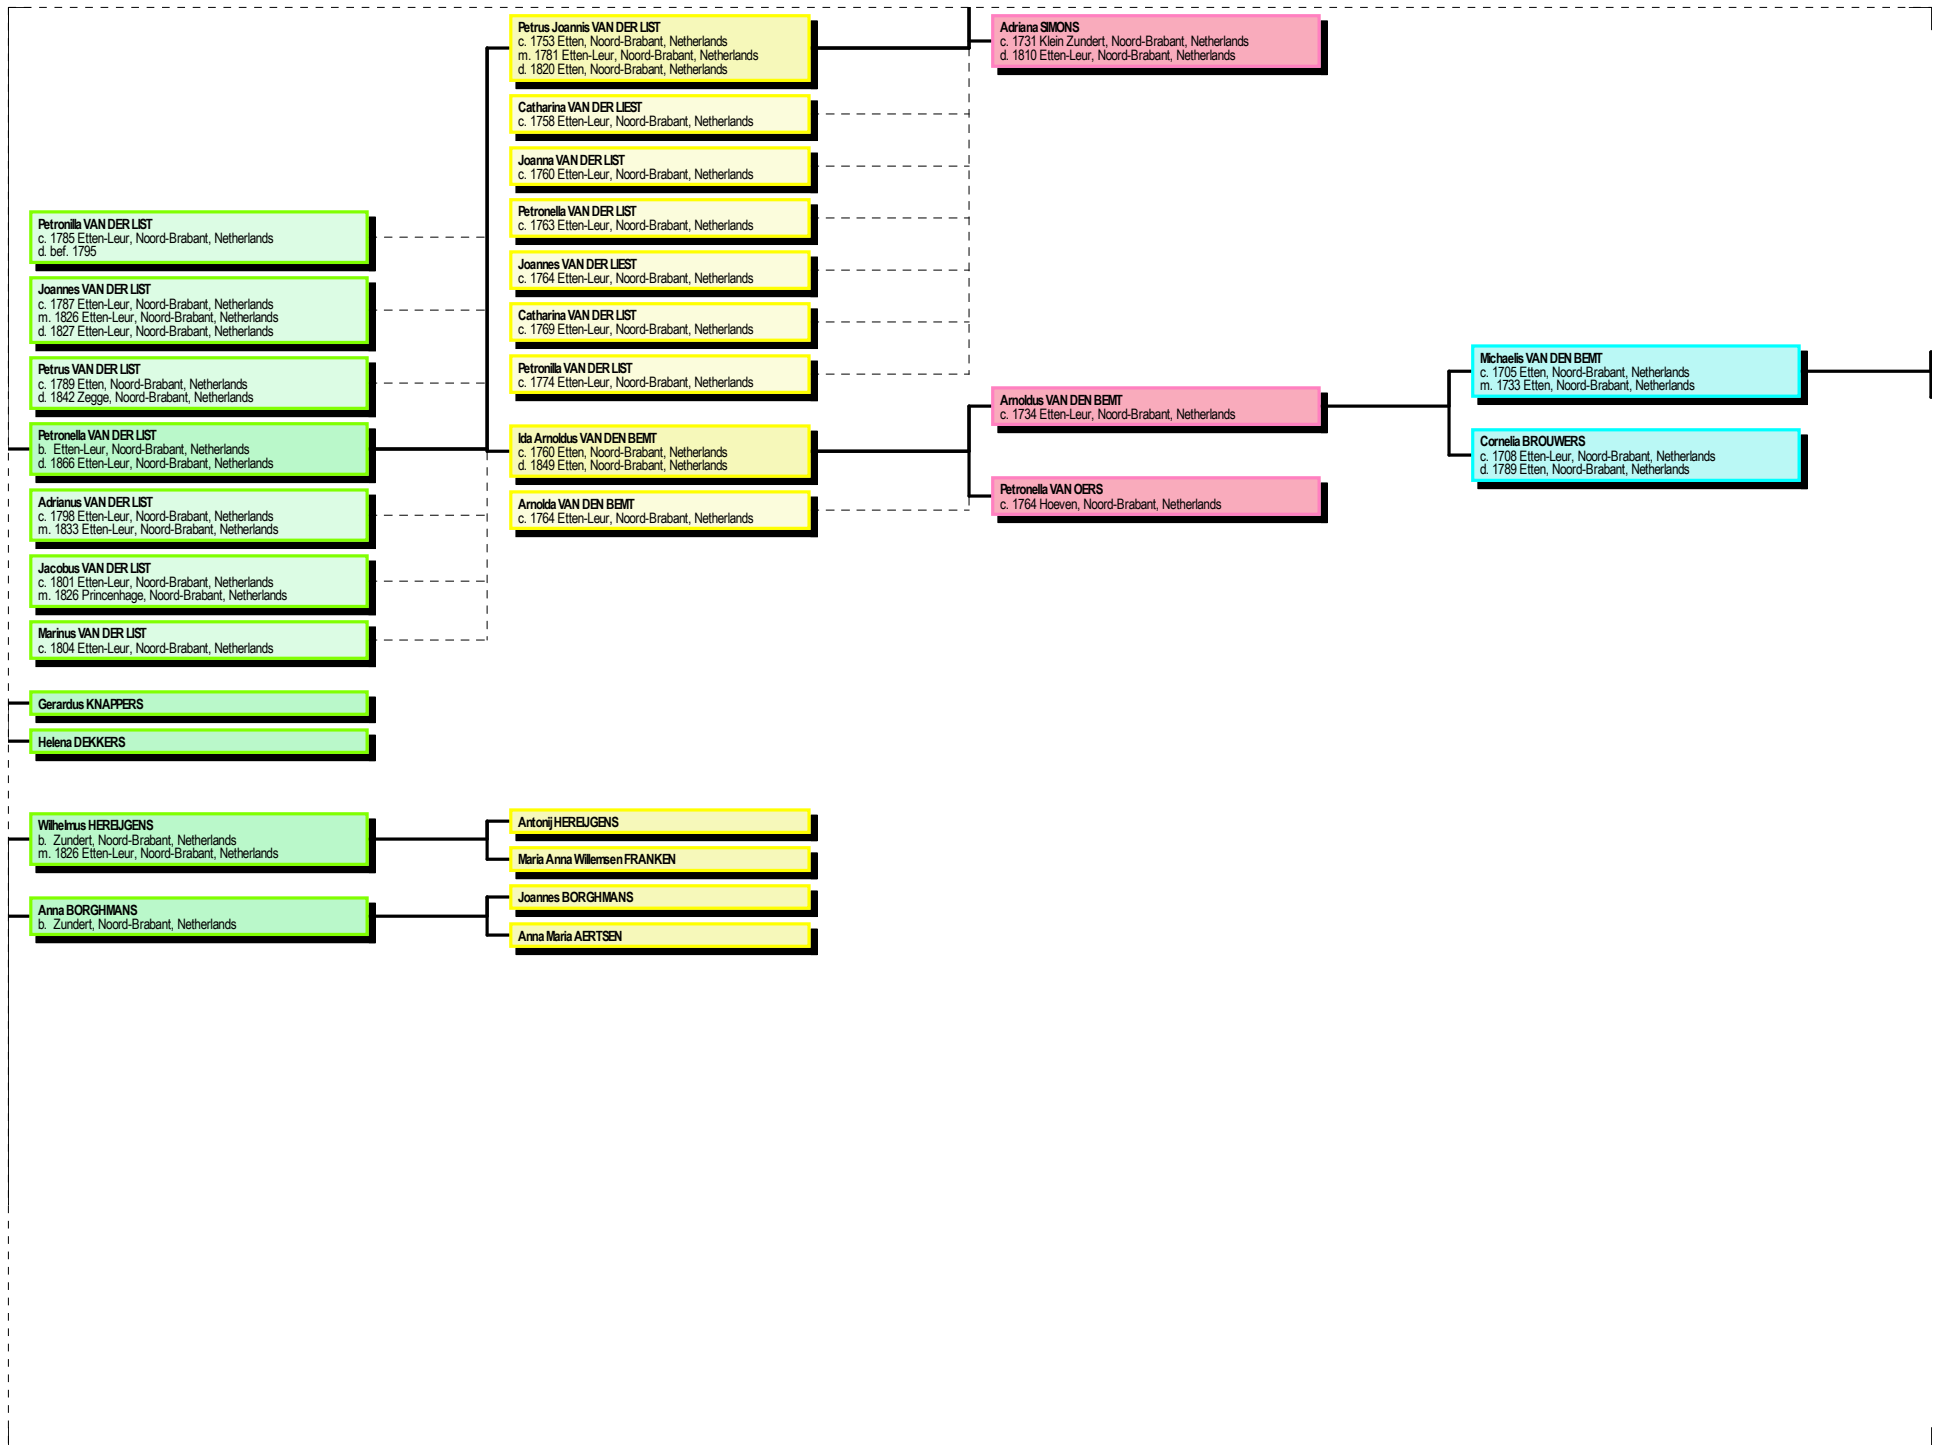 Petrus Joannis VAN DER LIST
c. 1753 Etten, Noord-Brabant, Netherlands
m. 1781 Etten-Leur, Noord-Brabant, Netherlands
d. 1820 Etten, Noord-Brabant, Netherlands
Adriana SIMONS
c. 1731 Klein Zundert, Noord-Brabant, Netherlands
d. 1810 Etten-Leur, Noord-Brabant, Netherlands
Catharina VAN DER LIEST
c. 1758 Etten-Leur, Noord-Brabant, Netherlands
Joanna VAN DER LIST
c. 1760 Etten-Leur, Noord-Brabant, Netherlands
Petronella VAN DER LIST
c. 1763 Etten-Leur, Noord-Brabant, Netherlands
Joannes VAN DER LIEST
c. 1764 Etten-Leur, Noord-Brabant, Netherlands
Catharina VAN DER LIST
c. 1769 Etten-Leur, Noord-Brabant, Netherlands
Petronilla VAN DER LIST
c. 1774 Etten-Leur, Noord-Brabant, Netherlands
Petronilla VAN DER LIST
c. 1785 Etten-Leur, Noord-Brabant, Netherlands
d. bef. 1795
Joannes VAN DER LIST
c. 1787 Etten-Leur, Noord-Brabant, Netherlands
m. 1826 Etten-Leur, Noord-Brabant, Netherlands
d. 1827 Etten-Leur, Noord-Brabant, Netherlands
Petrus VAN DER LIST
c. 1789 Etten, Noord-Brabant, Netherlands
d. 1842 Zegge, Noord-Brabant, Netherlands
Petronella VAN DER LIST
b.  Etten-Leur, Noord-Brabant, Netherlands
d. 1866 Etten-Leur, Noord-Brabant, Netherlands
Adrianus VAN DER LIST
c. 1798 Etten-Leur, Noord-Brabant, Netherlands
m. 1833 Etten-Leur, Noord-Brabant, Netherlands
Jacobus VAN DER LIST
c. 1801 Etten-Leur, Noord-Brabant, Netherlands
m. 1826 Princenhage, Noord-Brabant, Netherlands
Marinus VAN DER LIST
c. 1804 Etten-Leur, Noord-Brabant, Netherlands
Ida Arnoldus VAN DEN BEMT
c. 1760 Etten, Noord-Brabant, Netherlands
d. 1849 Etten, Noord-Brabant, Netherlands
Arnolda VAN DEN BEMT
c. 1764 Etten-Leur, Noord-Brabant, Netherlands
Arnoldus VAN DEN BEMT
c. 1734 Etten-Leur, Noord-Brabant, Netherlands
Petronella VAN OERS
c. 1764 Hoeven, Noord-Brabant, Netherlands
Michaelis VAN DEN BEMT
c. 1705 Etten, Noord-Brabant, Netherlands
m. 1733 Etten, Noord-Brabant, Netherlands
Cornelia BROUWERS
c. 1708 Etten-Leur, Noord-Brabant, Netherlands
d. 1789 Etten, Noord-Brabant, Netherlands
Gerardus KNAPPERS
Helena DEKKERS
Wilhelmus HEREIJGENS
b.  Zundert, Noord-Brabant, Netherlands
m. 1826 Etten-Leur, Noord-Brabant, Netherlands
Antonij HEREIJGENS
Maria Anna Willemsen FRANKEN
Anna BORGHMANS
b.  Zundert, Noord-Brabant, Netherlands
Joannes BORGHMANS
Anna Maria AERTSEN